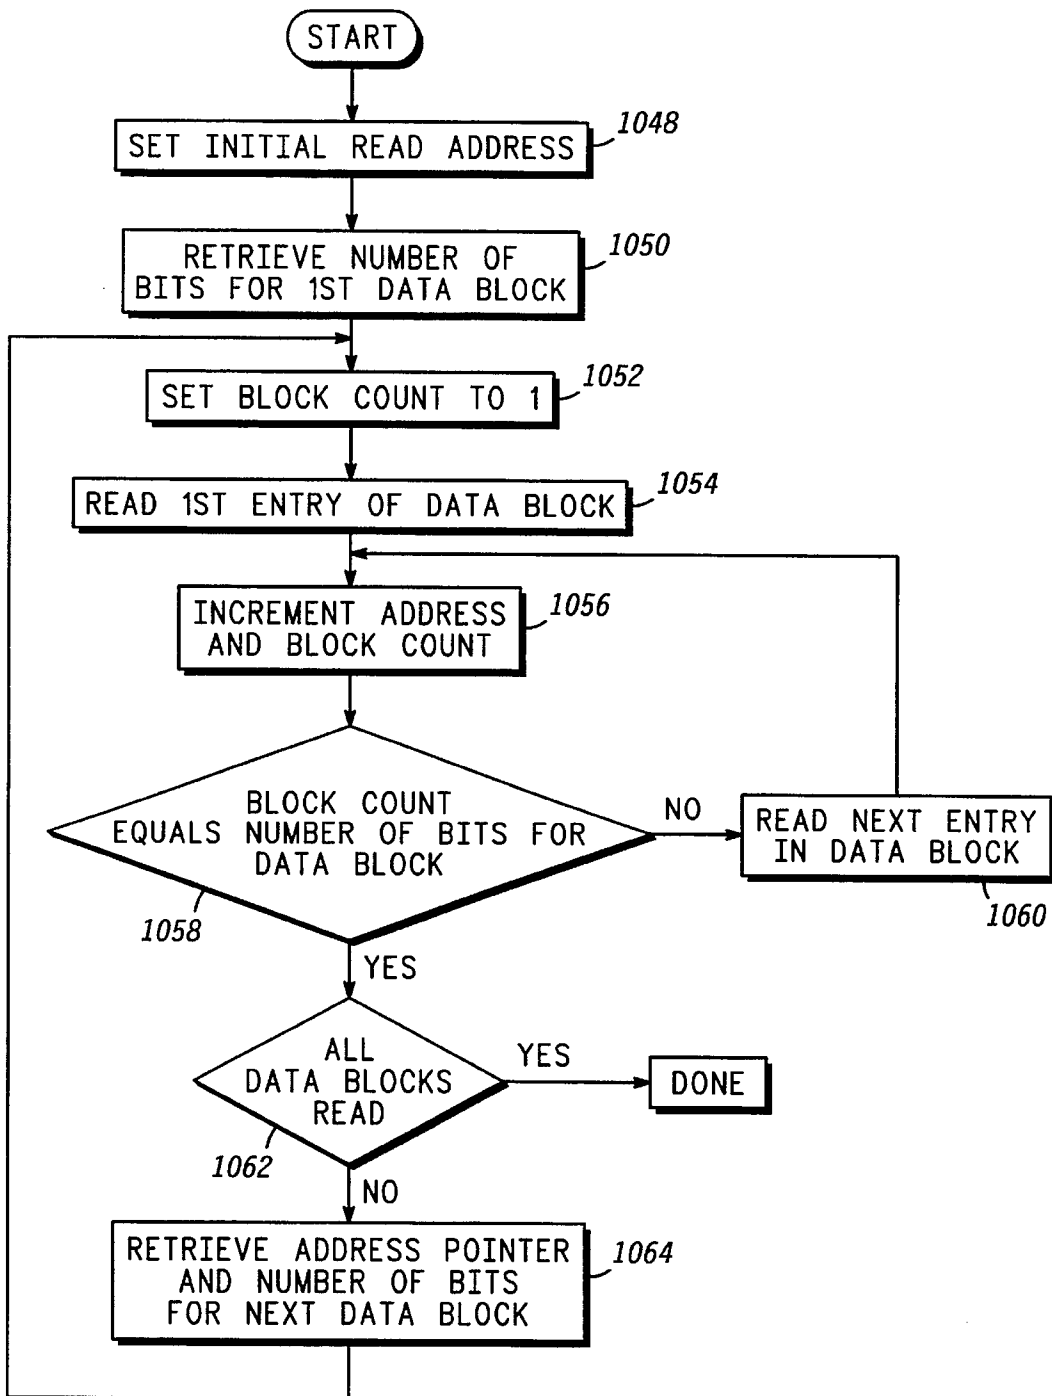 START
SET INITIAL READ ADDRESS
1048
RETRIEVE NUMBER OF
BITS FOR 1ST DATA BLOCK
1050
SET BLOCK COUNT TO 1
1052
READ 1ST ENTRY OF DATA BLOCK
1054
INCREMENT ADDRESS
AND BLOCK COUNT
1056
BLOCK COUNT
EQUALS NUMBER OF BITS FOR
DATA BLOCK
1058
NO
READ NEXT ENTRY
IN DATA BLOCK
1060
YES
ALL
DATA BLOCKS
READ
1062
YES
DONE
NO
RETRIEVE ADDRESS POINTER
AND NUMBER OF BITS
FOR NEXT DATA BLOCK
1064